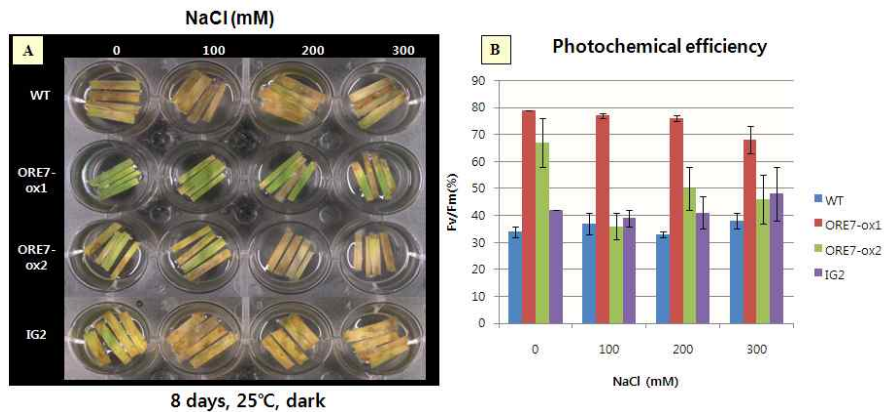 NaCl (mM)
A
0 100 200 300
WT
ORE7-ox1
ORE7-ox2
IG2
8 days, 25℃, dark
B
Photochemical efficiency
Fv/Fm(%)
90
80
70
60
50
40
30
20
10
0
0 100 200 300
NaCl (mM)
WT
ORE7-ox1
ORE7-ox2
IG2